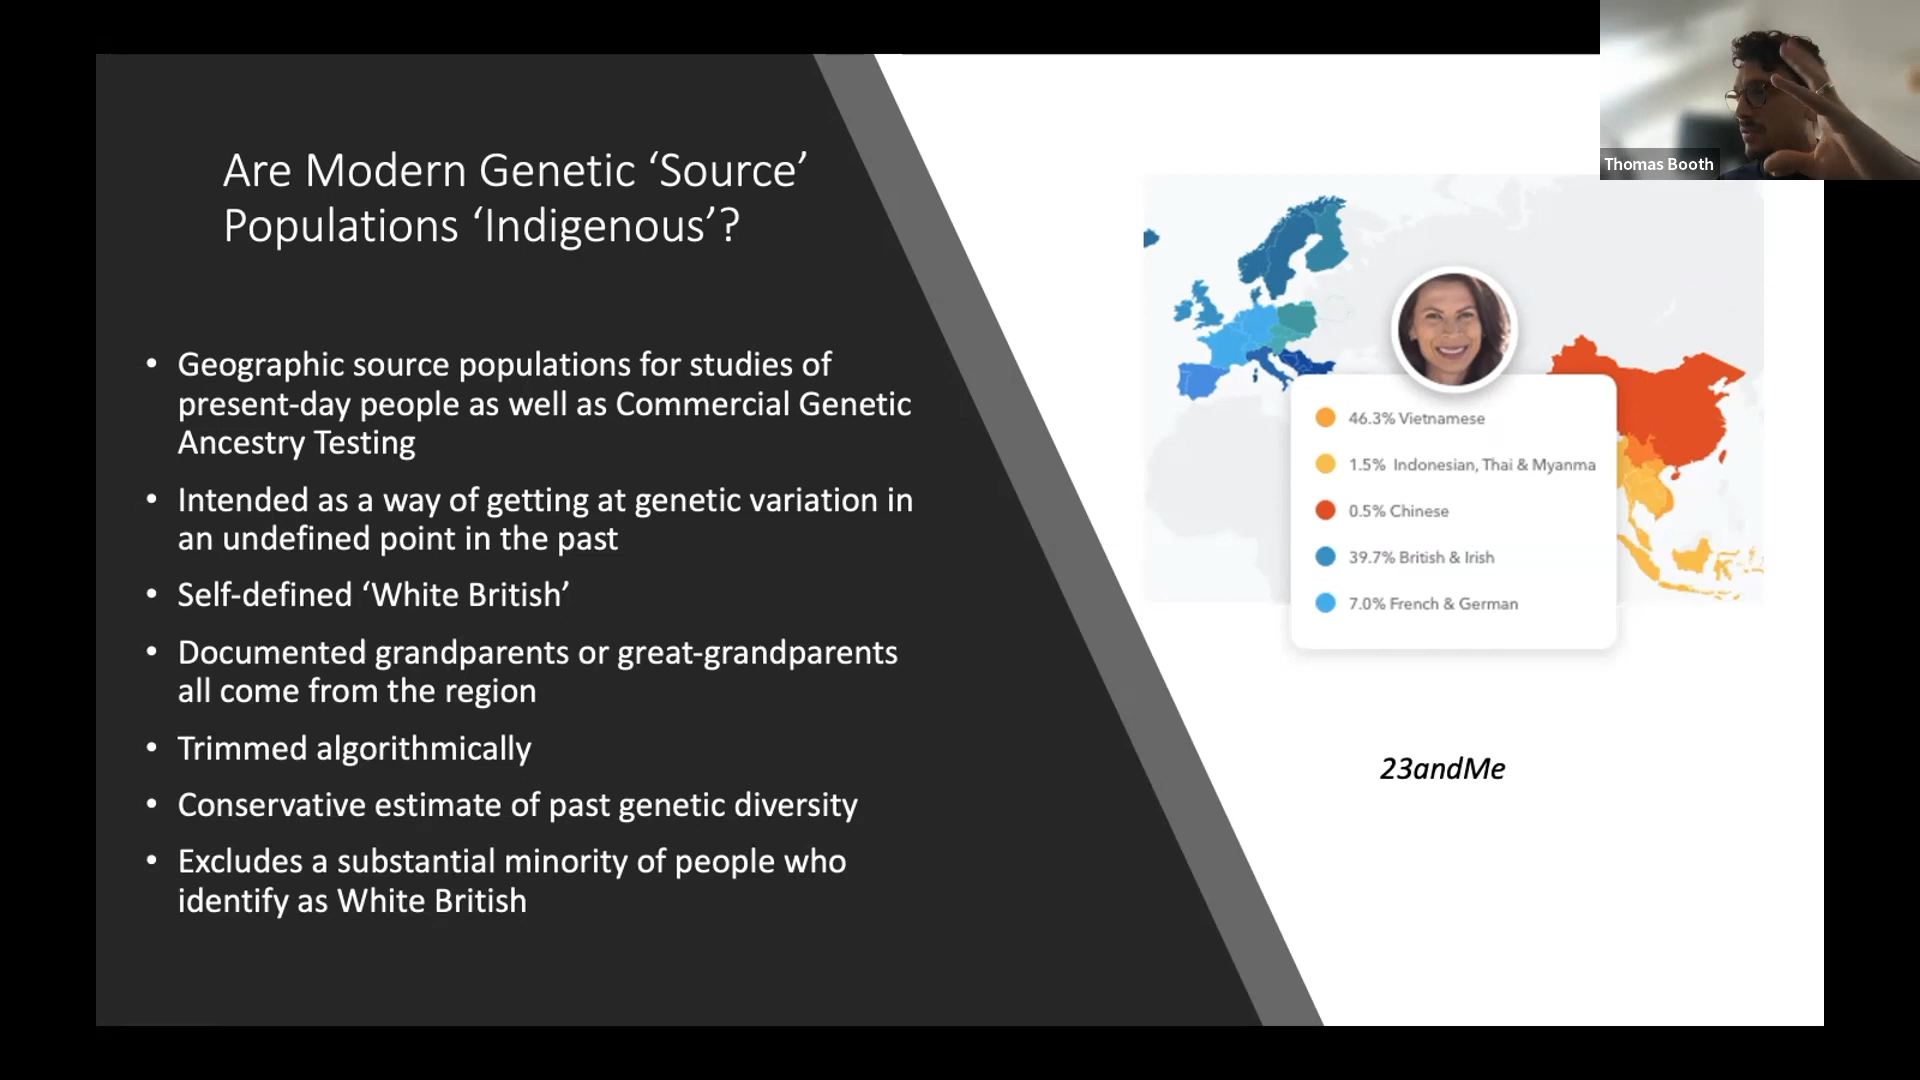 Thomas Booth
Are Modern Genetic ‘Source’
Populations ‘Indigenous’?
• Geographic source populations for studies of
present-day people as well as Commercial Genetic
Ancestry Testing
• Intended as a way of getting at genetic variation in
an undefined point in the past
• Self-defined ‘White British’
• Documented grandparents or great-grandparents
all come from the region
• Trimmed algorithmically
• Conservative estimate of past genetic diversity
• Excludes a substantial minority of people who
identify as White British
46.3% Vietnamese
1.5% Indonesian, Thai & Myanma
0.5% Chinese
39.7% British & Irish
7.0% French & German
23andMe